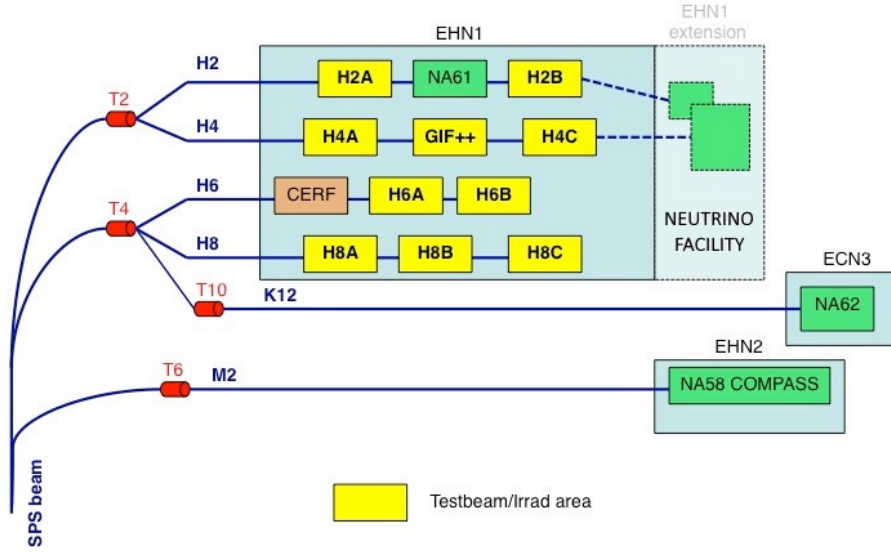 EHN1
extension
EHN1
H2
H2A
NA61
H2B
T2
H4
H4A
GIF++
H4C
H6
CERF
H6A
H6B
T4
NEUTRINO
FACILITY
H8
H8A
H8B
H8C
ECN3
T10
K12
NA62
EHN2
T6
M2
NA58 COMPASS
SPS beam
Testbeam/Irrad area